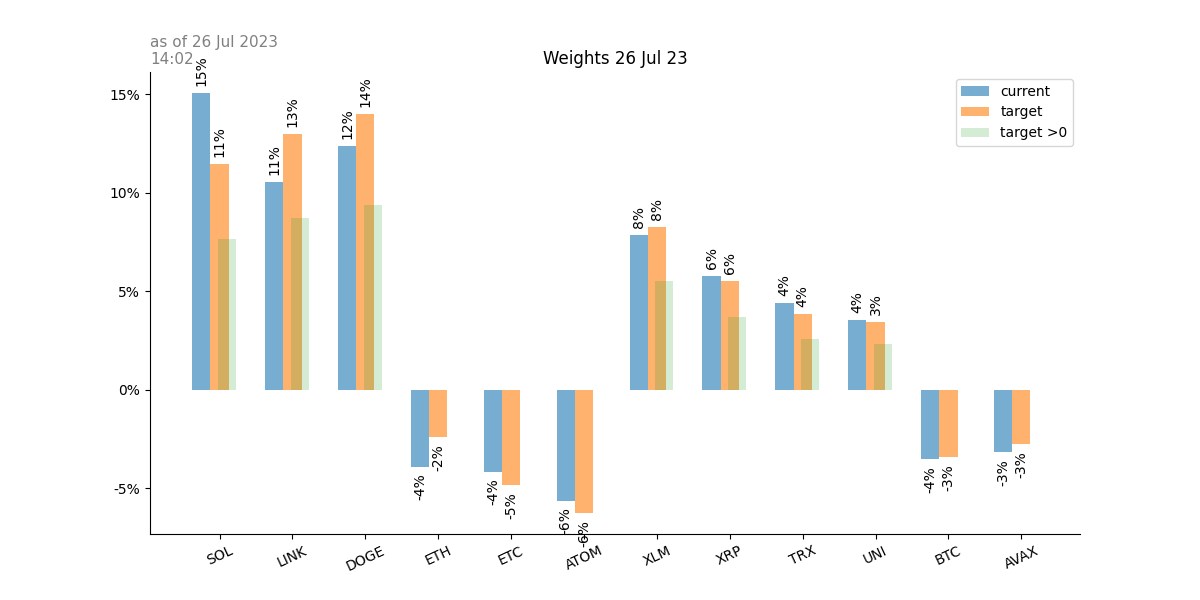 as of 26 Jul 2023
14:02
Weights 26 Jul 23
current
target
target >0
15%
10%
5%
0%
-5%
15%
11%
11%
13%
12%
14%
-4%
-2%
-4%
-5%
-6%
-6%
8%
8%
6%
6%
4%
4%
4%
3%
-4%
-3%
-3%
-3%
SOL
LINK
DOGE
ETH
ETC
ATOM
XLM
XRP
TRX
UNI
BTC
AVAX